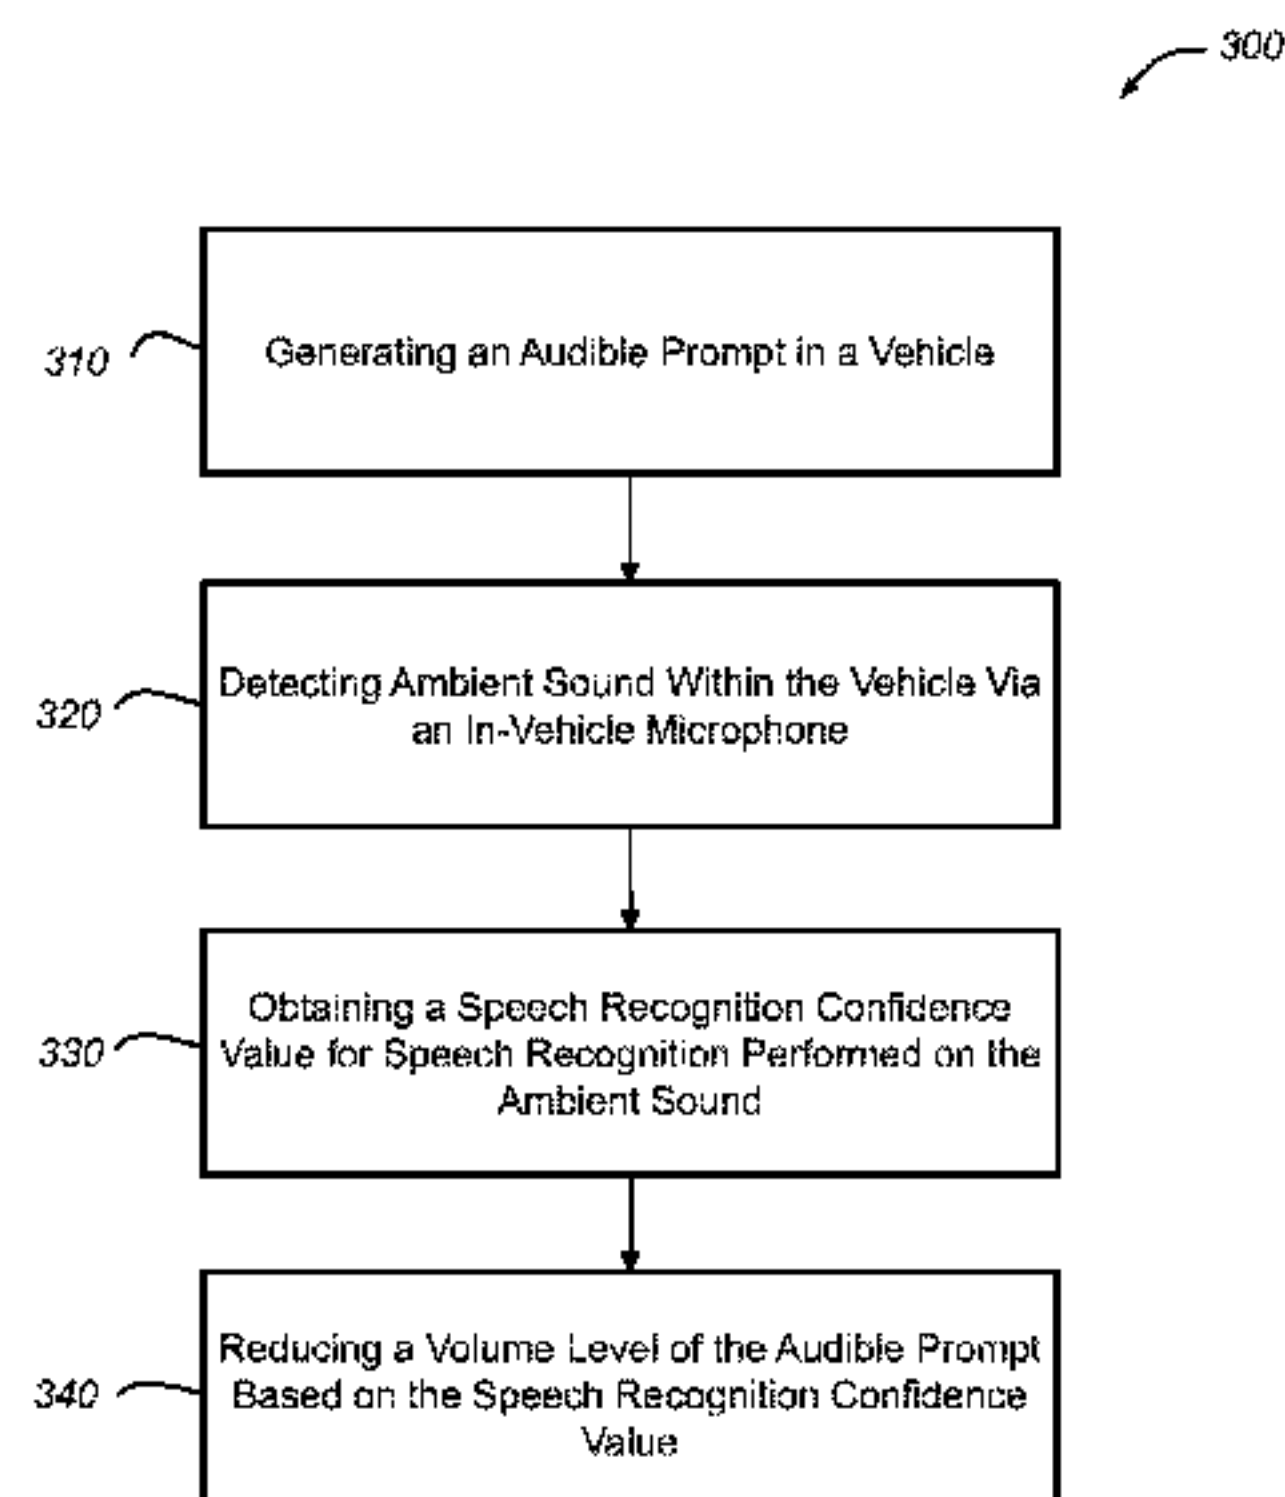 300
310
Generating an Audible Prompt in a Vehicle
320
Detecting Ambient Sound Within the Vehicle Via
an In-Vehicle Microphone
330
Obtaining a Speech Recognition Confidence
Value for Speech Recognition Performed on the
Ambient Sound
340
Reducing a Volume Level of the Audible Prompt
Based on the Speech Recognition Confidence
Value